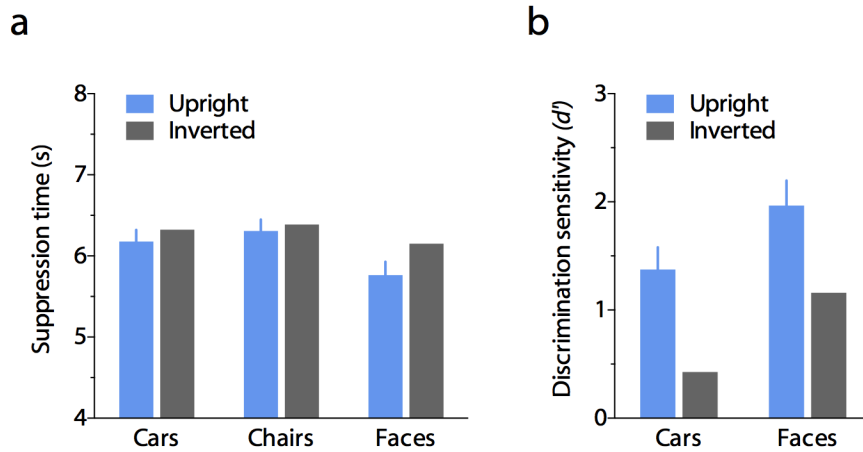 a
Suppression time (s)
8
7
6
5
4
Upright
Inverted
Cars Chairs Faces
b
Discrimination sensitivity (d')
3
2
1
0
Upright
Inverted
Cars Faces